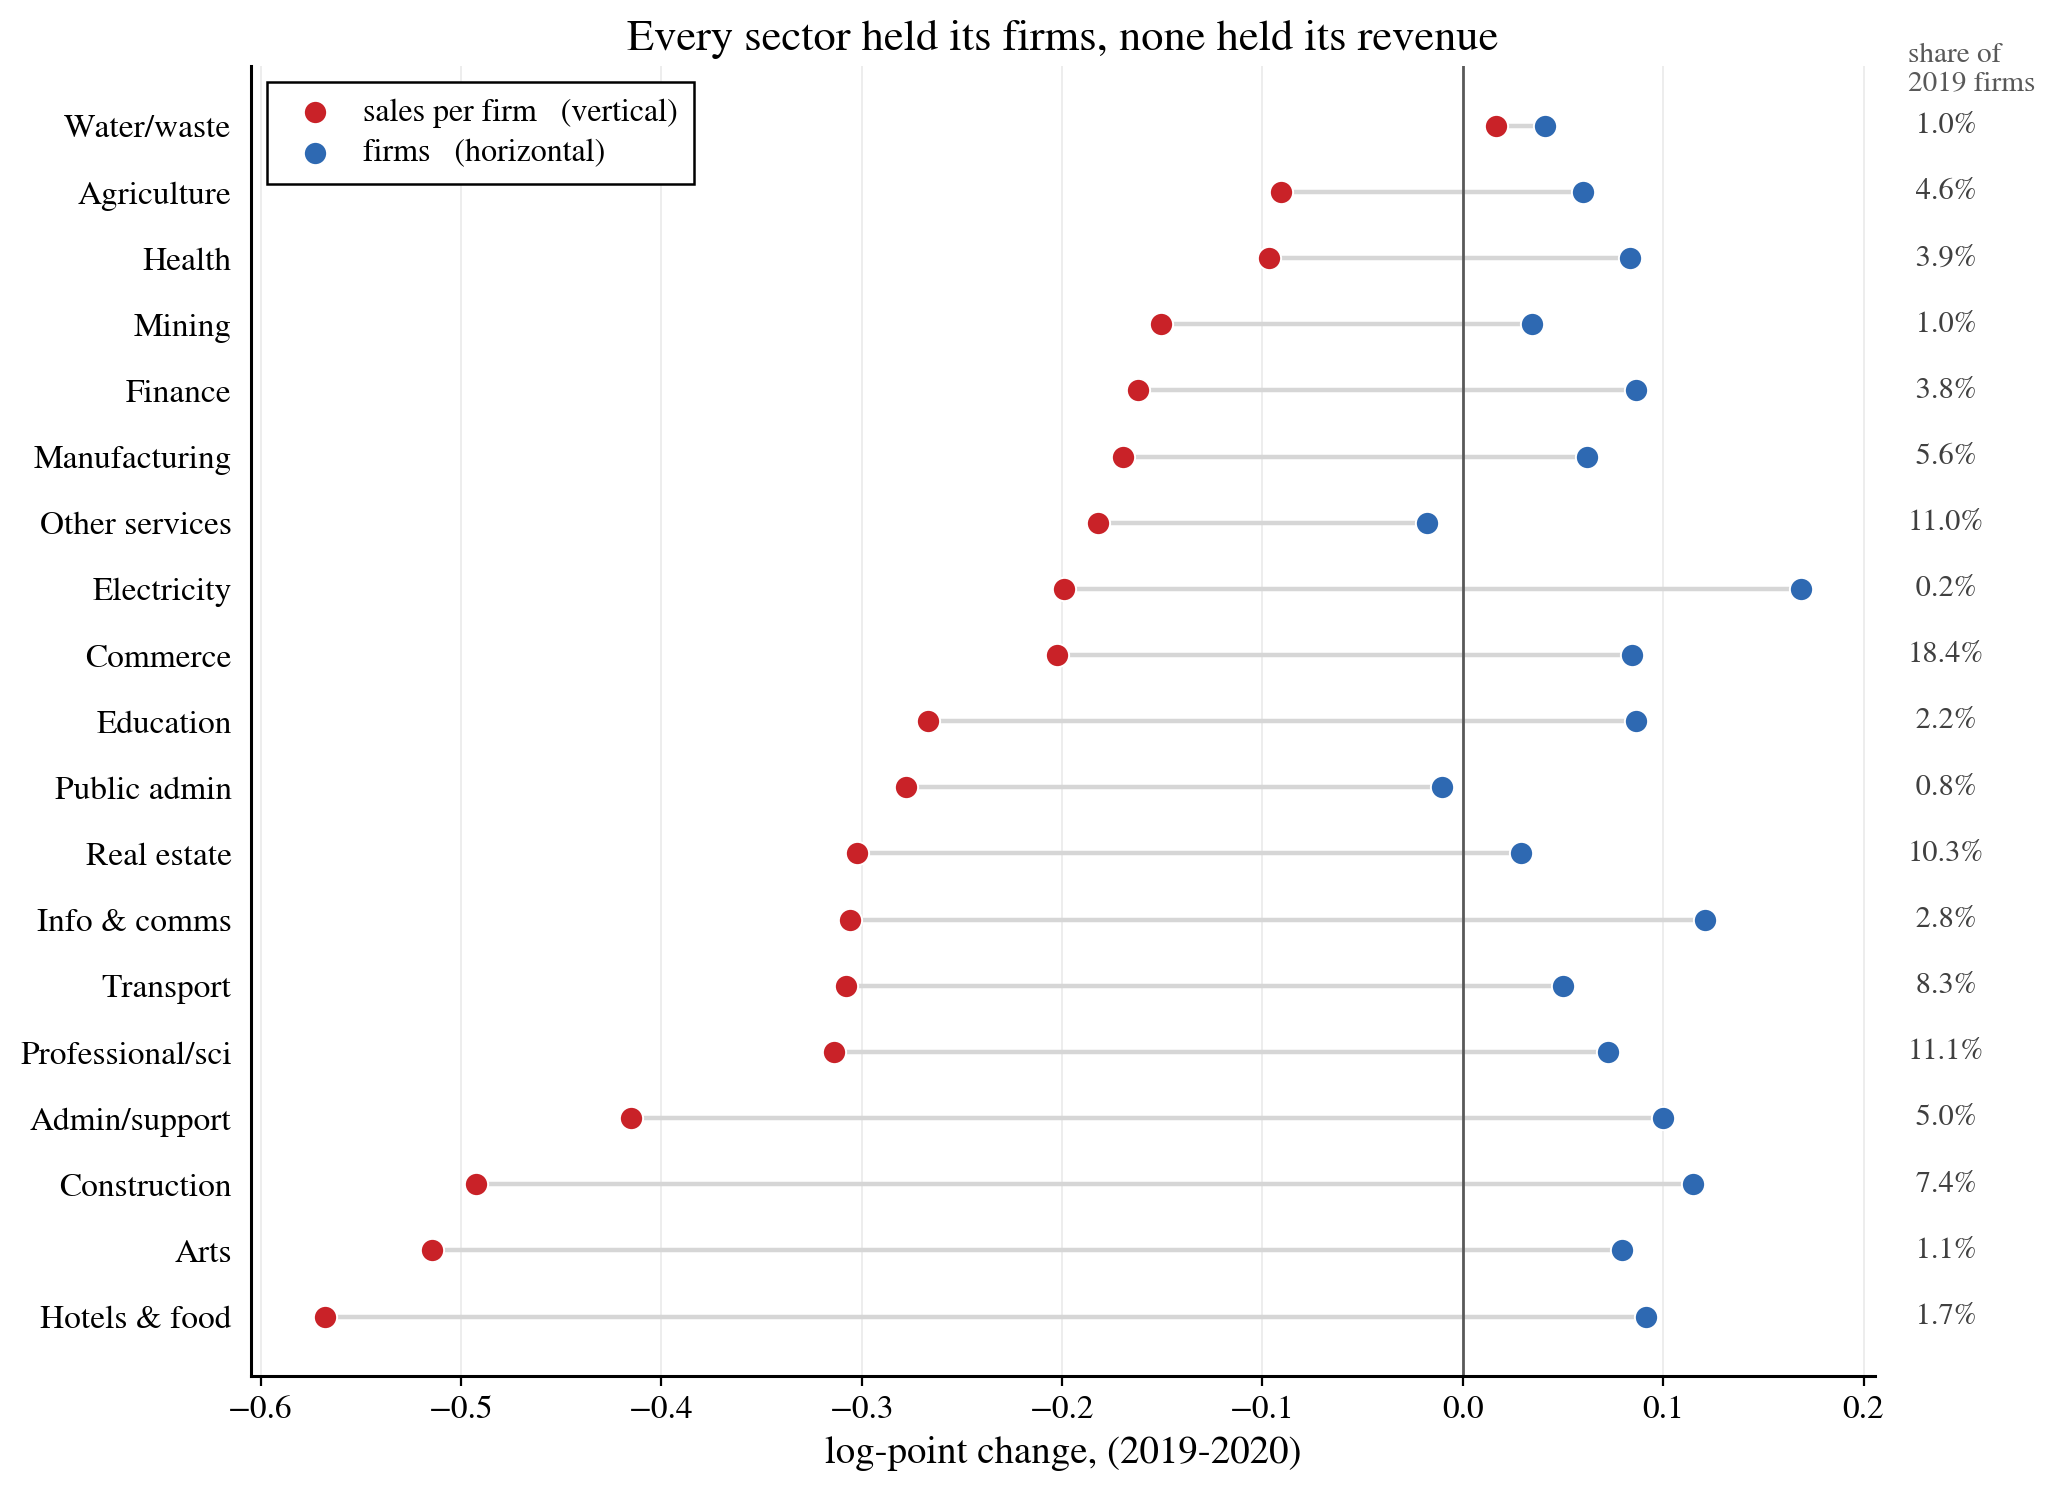 Every sector held its firms, none held its revenue
share of
2019 firms
sales per firm (vertical)
firms (horizontal)
Water/waste 1.0%
Agriculture 4.6%
Health 3.9%
Mining 1.0%
Finance 3.8%
Manufacturing 5.6%
Other services 11.0%
Electricity 0.2%
Commerce 18.4%
Education 2.2%
Public admin 0.8%
Real estate 10.3%
Info & comms 2.8%
Transport 8.3%
Professional/sci 11.1%
Admin/support 5.0%
Construction 7.4%
Arts 1.1%
Hotels & food 1.7%
−0.6 −0.5 −0.4 −0.3 −0.2 −0.1 0.0 0.1 0.2
log-point change, (2019-2020)